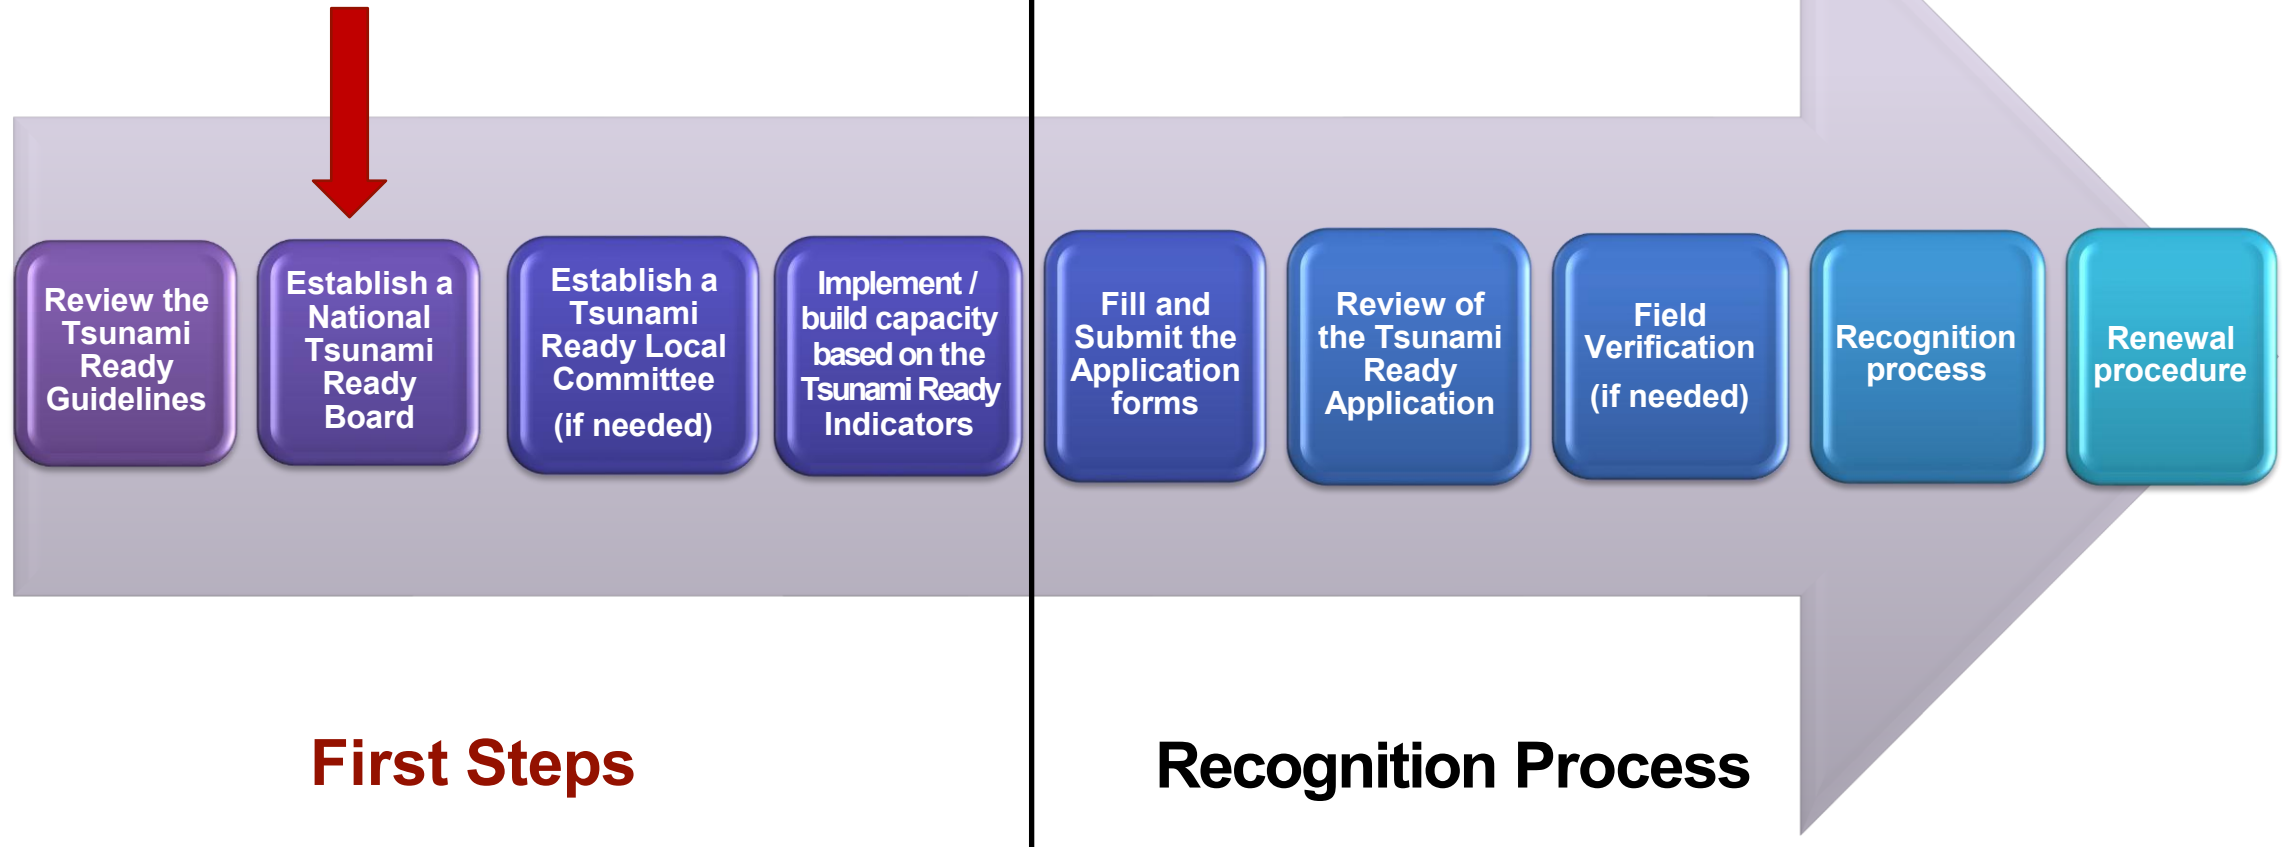 Review the
Tsunami
Ready
Guidelines
Establish a
National
Tsunami
Ready
Board
Establish a
Tsunami
Ready Local
Committee
(if needed)
Implement /
build capacity
based on the
Tsunami Ready
Indicators
Fill and
Submit the
Application
forms
Review of
the Tsunami
Ready
Application
Field
Verification
(if needed)
Recognition
process
Renewal
procedure
First Steps
Recognition Process